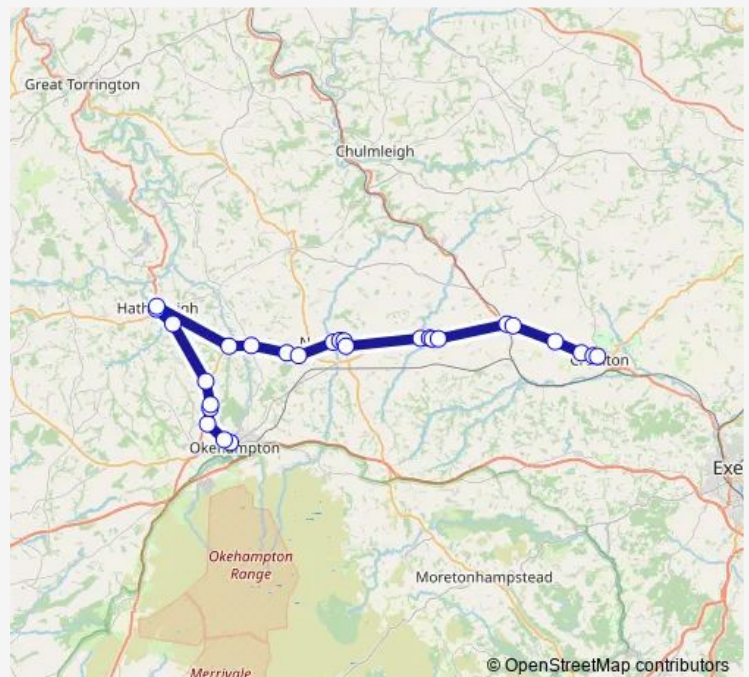 Great Torrington
Chulmleigh
Okehampton
Range
Moretonhampstead
Merrivale
© OpenStreetMap contributors